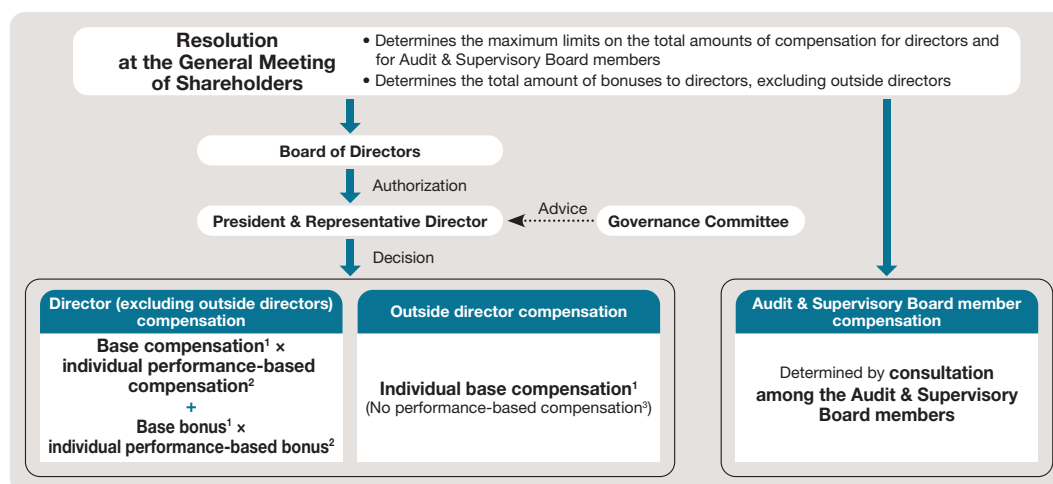 Resolution
at the General Meeting
of Shareholders
• Determines the maximum limits on the total amounts of compensation for directors and
for Audit & Supervisory Board members
• Determines the total amount of bonuses to directors, excluding outside directors
Board of Directors
Authorization
President & Representative Director
Advice
Governance Committee
Decision
Director (excluding outside directors)
compensation
Base compensation¹ ×
individual performance-based
compensation²
+
Base bonus¹ ×
individual performance-based bonus²
Outside director compensation
Individual base compensation¹
(No performance-based compensation³)
Audit & Supervisory Board member
compensation
Determined by consultation
among the Audit & Supervisory
Board members